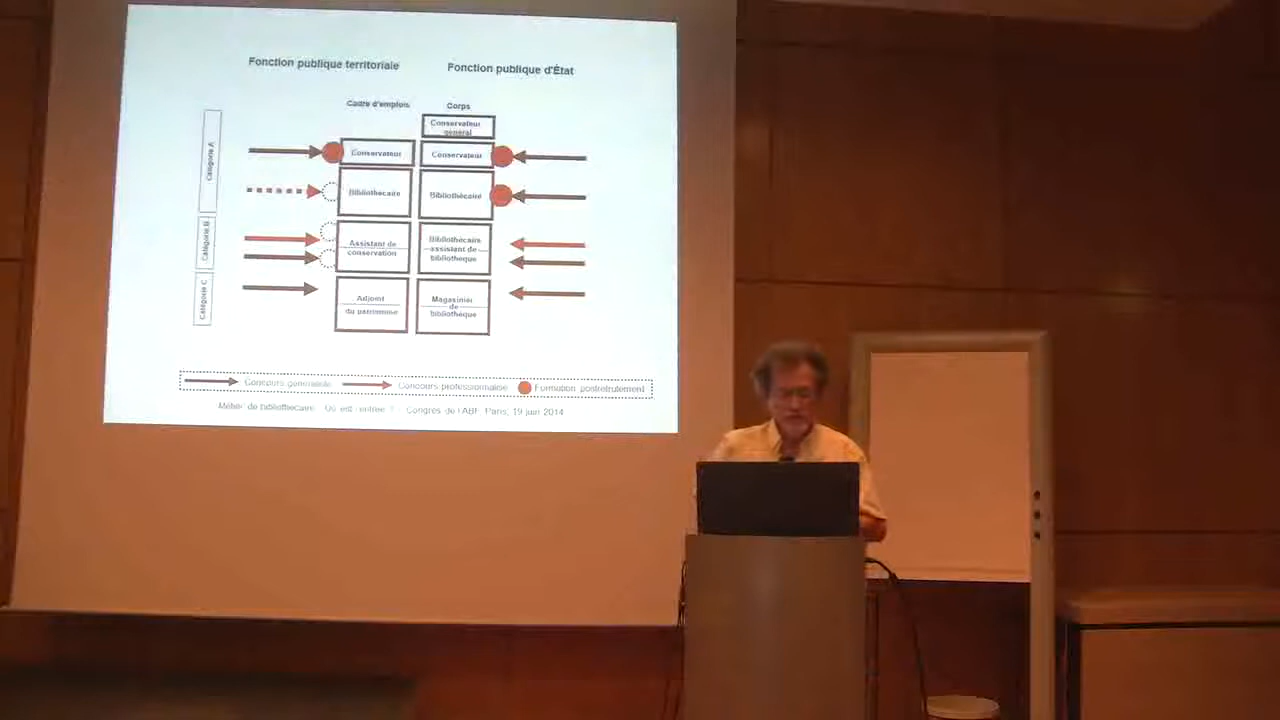 Fonction publique territoriale
Fonction publique d'État
Cadre d'emplois
Corps
Conservateur
général
Catégorie A
Conservateur
Conservateur
Bibliothécaire
Bibliothécaire
Catégorie B
Assistant de
conservation
Bibliothécaire
assistant de
bibliothèque
Catégorie C
Adjoint
du patrimoine
Magasinier
de
bibliothèque
Concours généraliste
Concours professionnalisé
Formation postrecrutement
Métier de bibliothécaire : Où est l'entrée ? Congrès de l'ABF Paris, 19 juin 2014